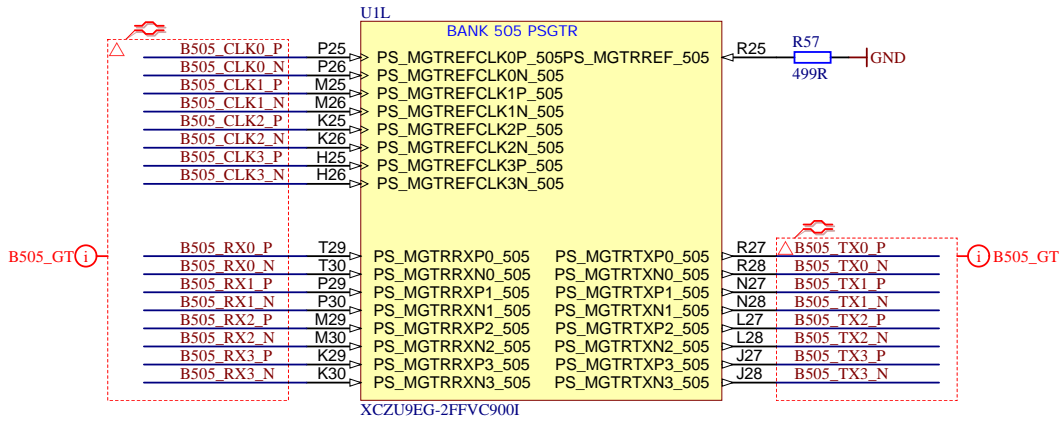 U1L
BANK 505 PSGTR
B505_CLK0_P P25 PS_MGTREFCLK0P_505 PS_MGTRREF_505 R25 R57 499R GND
B505_CLK0_N P26 PS_MGTREFCLK0N_505
B505_CLK1_P M25 PS_MGTREFCLK1P_505
B505_CLK1_N M26 PS_MGTREFCLK1N_505
B505_CLK2_P K25 PS_MGTREFCLK2P_505
B505_CLK2_N K26 PS_MGTREFCLK2N_505
B505_CLK3_P H25 PS_MGTREFCLK3P_505
B505_CLK3_N H26 PS_MGTREFCLK3N_505
B505_GT i B505_RX0_P T29 PS_MGTRRXP0_505 PS_MGTRTXP0_505 R27 B505_TX0_P i B505_GT
B505_RX0_N T30 PS_MGTRRXN0_505 PS_MGTRTXN0_505 R28 B505_TX0_N
B505_RX1_P P29 PS_MGTRRXP1_505 PS_MGTRTXP1_505 N27 B505_TX1_P
B505_RX1_N P30 PS_MGTRRXN1_505 PS_MGTRTXN1_505 N28 B505_TX1_N
B505_RX2_P M29 PS_MGTRRXP2_505 PS_MGTRTXP2_505 L27 B505_TX2_P
B505_RX2_N M30 PS_MGTRRXN2_505 PS_MGTRTXN2_505 L28 B505_TX2_N
B505_RX3_P K29 PS_MGTRRXP3_505 PS_MGTRTXP3_505 J27 B505_TX3_P
B505_RX3_N K30 PS_MGTRRXN3_505 PS_MGTRTXN3_505 J28 B505_TX3_N
XCZU9EG-2FFVC900I